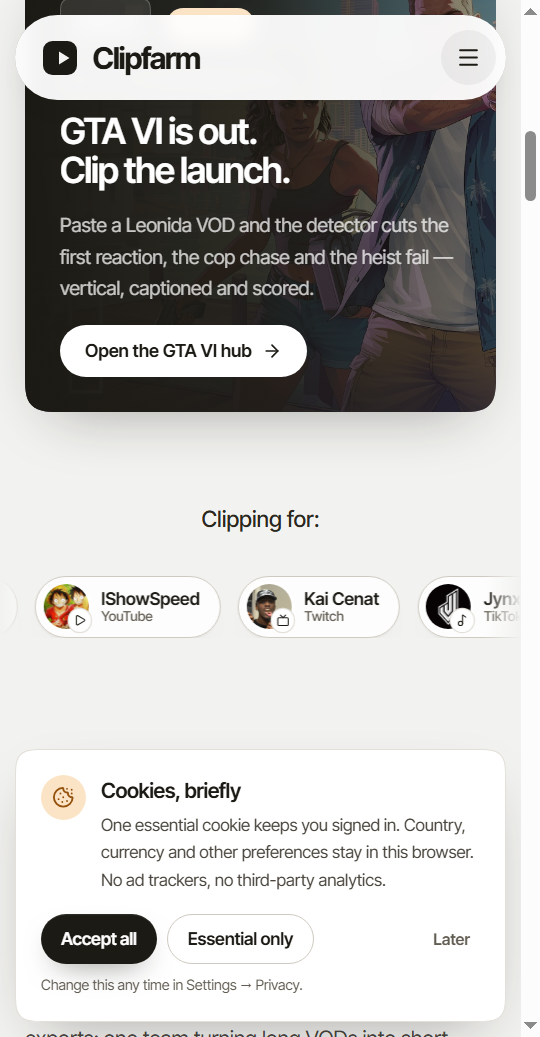 Clipfarm
GTA VI is out.
Clip the launch.
Paste a Leonida VOD and the detector cuts the
first reaction, the cop chase and the heist fail —
vertical, captioned and scored.
Open the GTA VI hub →
Clipping for:
IShowSpeed
YouTube
Kai Cenat
Twitch
Cookies, briefly
One essential cookie keeps you signed in. Country,
currency and other preferences stay in this browser.
No ad trackers, no third-party analytics.
Accept all
Essential only
Later
Change this any time in Settings → Privacy.